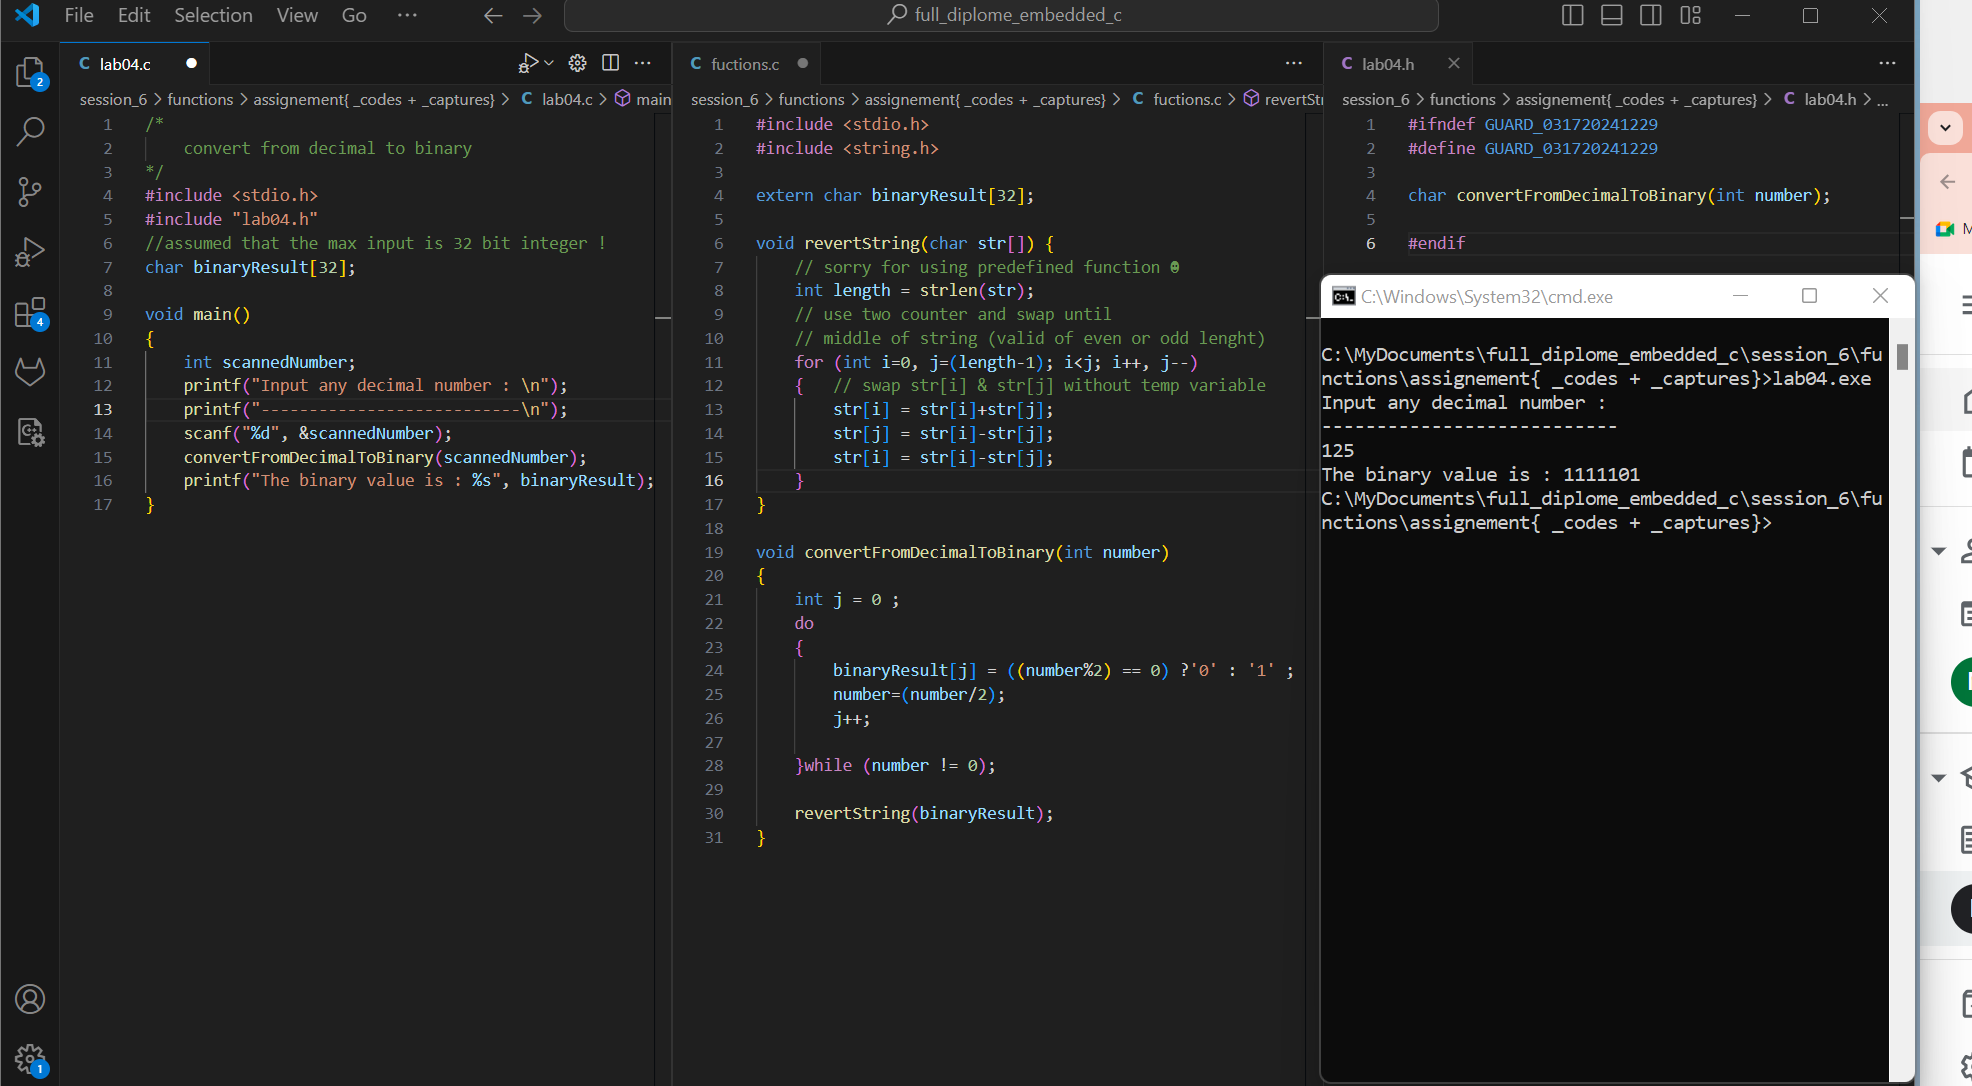 File Edit Selection View Go ··· full_diplome_embedded_c
2
4
1
C lab04.c
session_6 > functions > assignement{ _codes + _captures} > C lab04.c > main
1 /*
2 convert from decimal to binary
3 */
4 #include <stdio.h>
5 #include "lab04.h"
6 //assumed that the max input is 32 bit integer !
7 char binaryResult[32];
8
9 void main()
10 {
11 int scannedNumber;
12 printf("Input any decimal number : \n");
13 printf("---------------------------\n");
14 scanf("%d", &scannedNumber);
15 convertFromDecimalToBinary(scannedNumber);
16 printf("The binary value is : %s", binaryResult);
17 }
C fuctions.c
session_6 > functions > assignement{ _codes + _captures} > C fuctions.c > revertStr
1 #include <stdio.h>
2 #include <string.h>
3
4 extern char binaryResult[32];
5
6 void revertString(char str[]) {
7 // sorry for using predefined function ☻
8 int length = strlen(str);
9 // use two counter and swap until
10 // middle of string (valid of even or odd lenght)
11 for (int i=0, j=(length-1); i<j; i++, j--)
12 { // swap str[i] & str[j] without temp variable
13 str[i] = str[i]+str[j];
14 str[j] = str[i]-str[j];
15 str[i] = str[i]-str[j];
16 }
17 }
18
19 void convertFromDecimalToBinary(int number)
20 {
21 int j = 0 ;
22 do
23 {
24 binaryResult[j] = ((number%2) == 0) ?'0' : '1' ;
25 number=(number/2);
26 j++;
27
28 }while (number != 0);
29
30 revertString(binaryResult);
31 }
C lab04.h
session_6 > functions > assignement{ _codes + _captures} > C lab04.h > ...
1 #ifndef GUARD_031720241229
2 #define GUARD_031720241229
3
4 char convertFromDecimalToBinary(int number);
5
6 #endif
C:\Windows\System32\cmd.exe
C:\MyDocuments\full_diplome_embedded_c\session_6\fu
nctions\assignement{ _codes + _captures}>lab04.exe
Input any decimal number :
---------------------------
125
The binary value is : 1111101
C:\MyDocuments\full_diplome_embedded_c\session_6\fu
nctions\assignement{ _codes + _captures}>